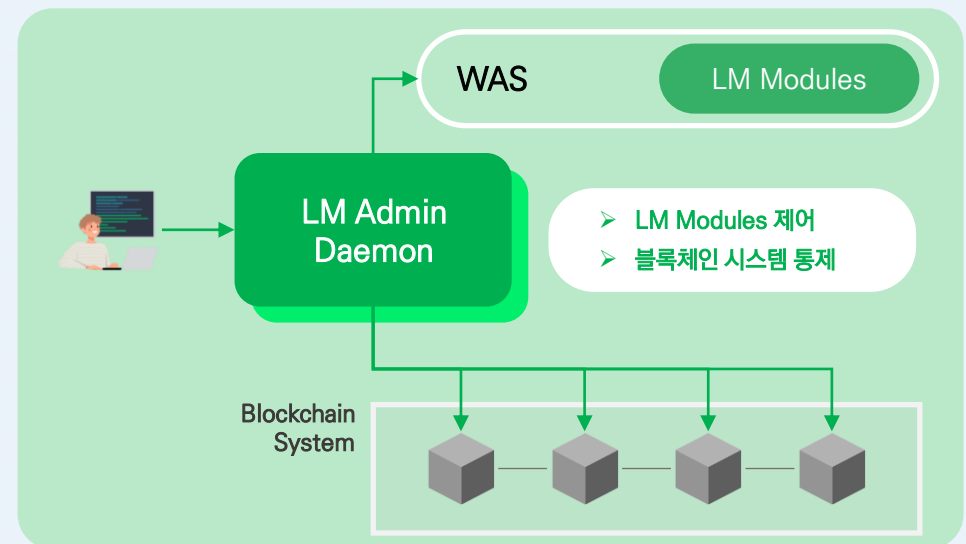 WAS
LM Modules
LM Admin
Daemon
➢ LM Modules 제어
➢ 블록체인 시스템 통제
Blockchain
System